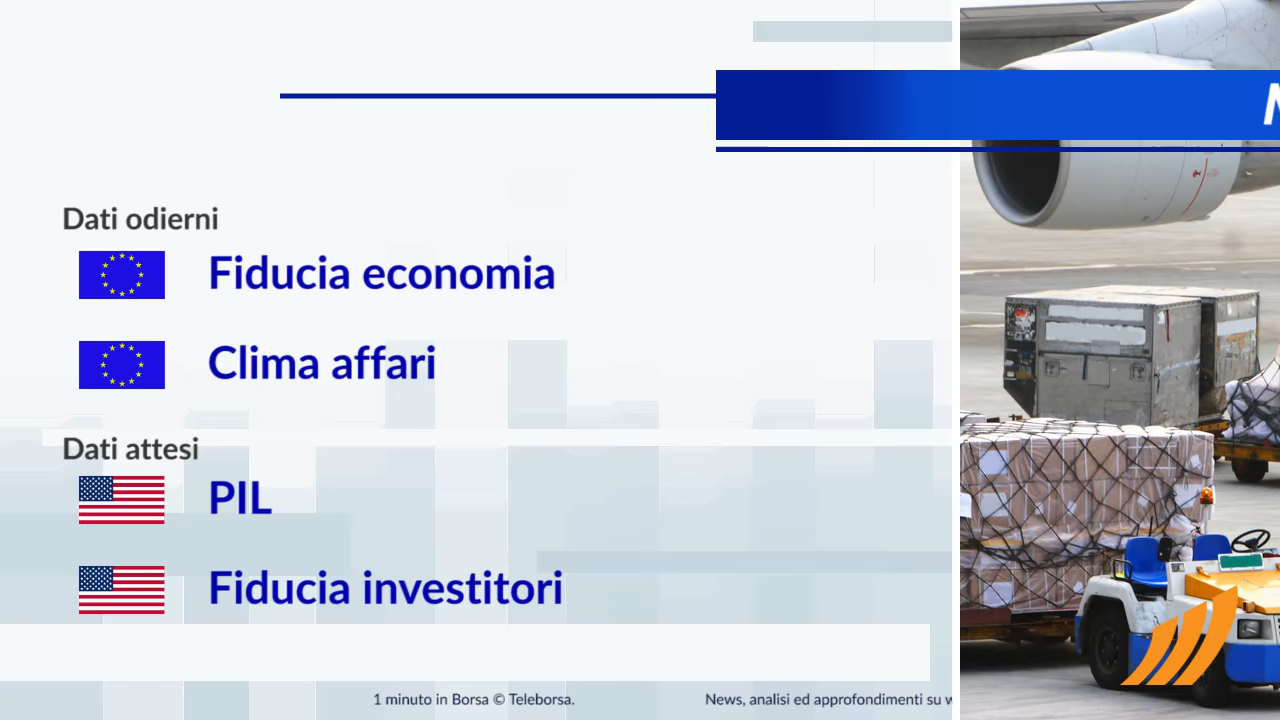 Dati odierni
Fiducia economia
Clima affari
Dati attesi
PIL
Fiducia investitori
1 minuto in Borsa © Teleborsa.
News, analisi ed approfondimenti su